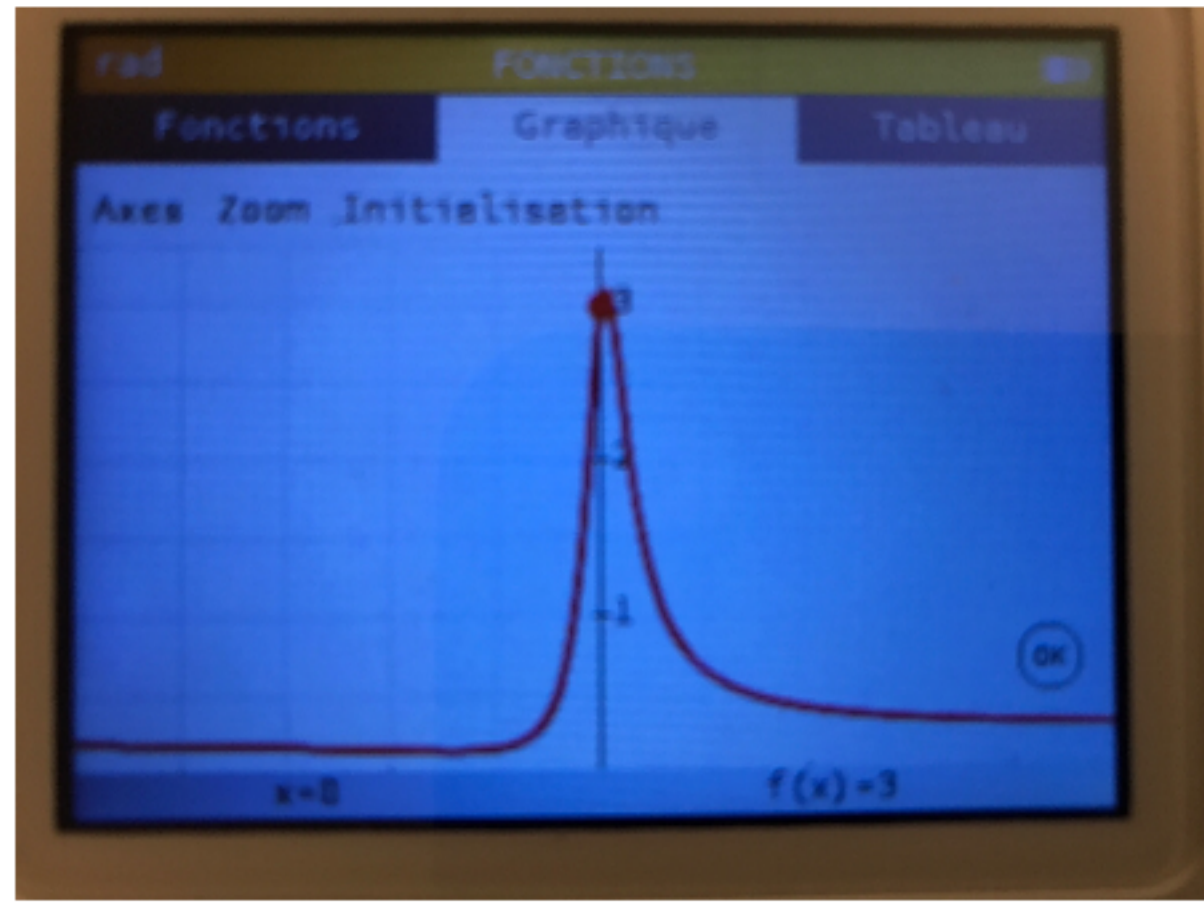 rad FONCTIONS
Fonctions Graphique Tableau
Axes Zoom Initialisation
3
2
1
OK
x=0 f(x)=3